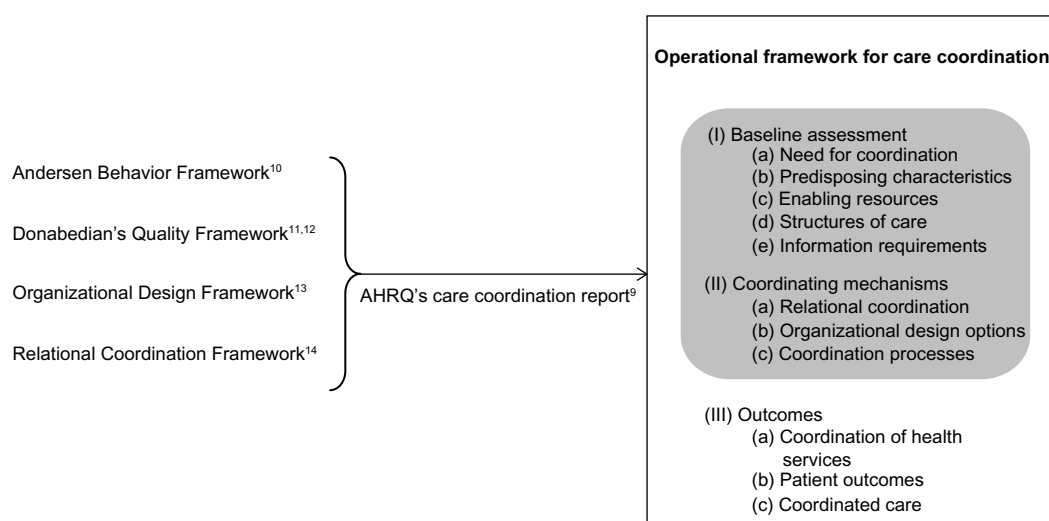 Andersen Behavior Framework10
Donabedian's Quality Framework11,12
Organizational Design Framework13
Relational Coordination Framework14
AHRQ's care coordination report9
Operational framework for care coordination
(I) Baseline assessment
(a) Need for coordination
(b) Predisposing characteristics
(c) Enabling resources
(d) Structures of care
(e) Information requirements
(II) Coordinating mechanisms
(a) Relational coordination
(b) Organizational design options
(c) Coordination processes
(III) Outcomes
(a) Coordination of health
services
(b) Patient outcomes
(c) Coordinated care